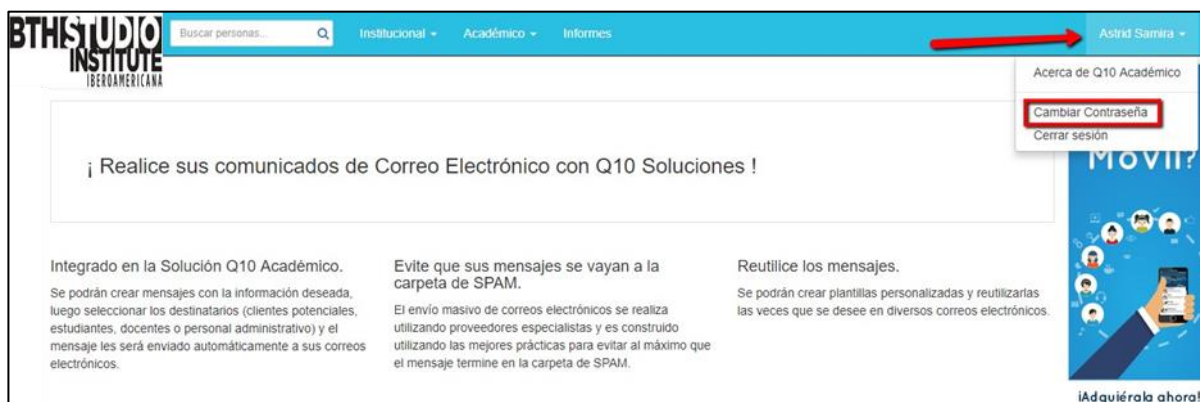 BTHSTUDIO
INSTITUTE
IBEROAMERICANA
Buscar personas...
Institucional
Académico
Informes
Astrid Samira
Acerca de Q10 Académico
Cambiar Contraseña
Cerrar sesión
Móvil?
¡ Realice sus comunicados de Correo Electrónico con Q10 Soluciones !
Integrado en la Solución Q10 Académico.
Se podrán crear mensajes con la información deseada,
luego seleccionar los destinatarios (clientes potenciales,
estudiantes, docentes o personal administrativo) y el
mensaje les será enviado automáticamente a sus correos
electrónicos.
Evite que sus mensajes se vayan a la
carpeta de SPAM.
El envío masivo de correos electrónicos se realiza
utilizando proveedores especialistas y es construido
utilizando las mejores prácticas para evitar al máximo que
el mensaje termine en la carpeta de SPAM.
Reutilice los mensajes.
Se podrán crear plantillas personalizadas y reutilizarlas
las veces que se desee en diversos correos electrónicos.
¡Adquiérala ahora!